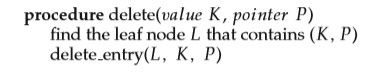 procedure delete(value K, pointer P)
find the leaf node L that contains (K, P)
delete_entry(L, K, P)